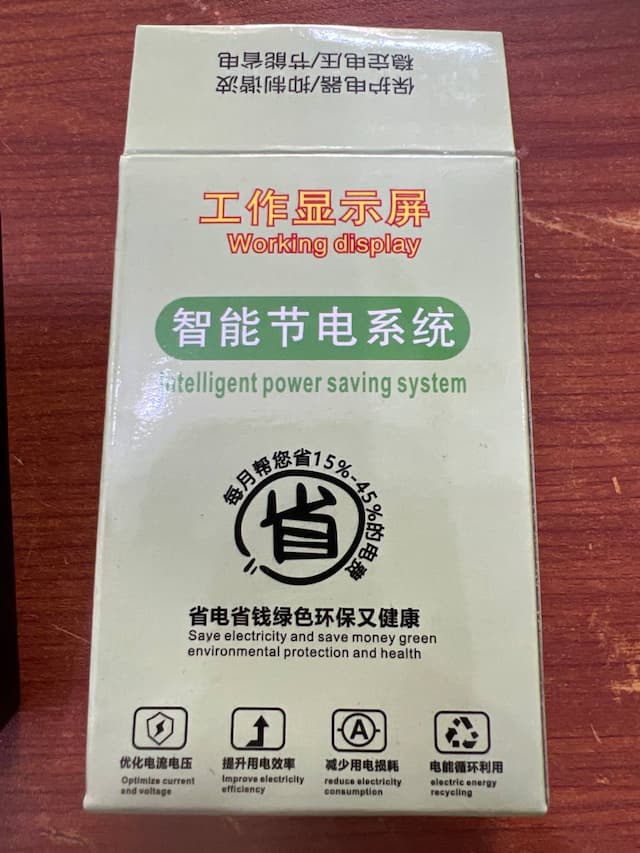 稳定电压/节能省电
保护电器/抑制谐波
工作显示屏
Working display
智能节电系统
Intelligent power saving system
每月帮您省15%-45%的电费
省
省电省钱绿色环保又健康
Saye electricity and save money green
environmental protection and health
优化电流电压
Optimize current
and voltage
提升用电效率
Improve electricity
efficiency
A
减少用电损耗
reduce electricity
consumption
电能循环利用
electric energy
recycling